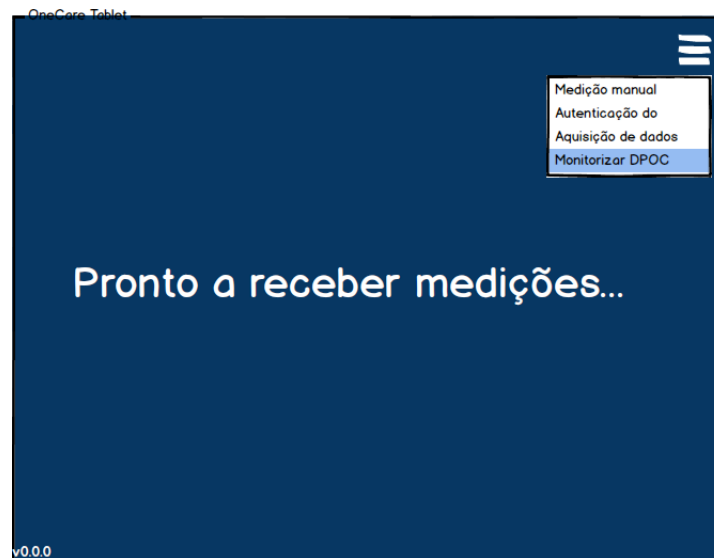 OneCare Tablet
Medição manual
Autenticação do
Aquisição de dados
Monitorizar DPOC
Pronto a receber medições...
v0.0.0